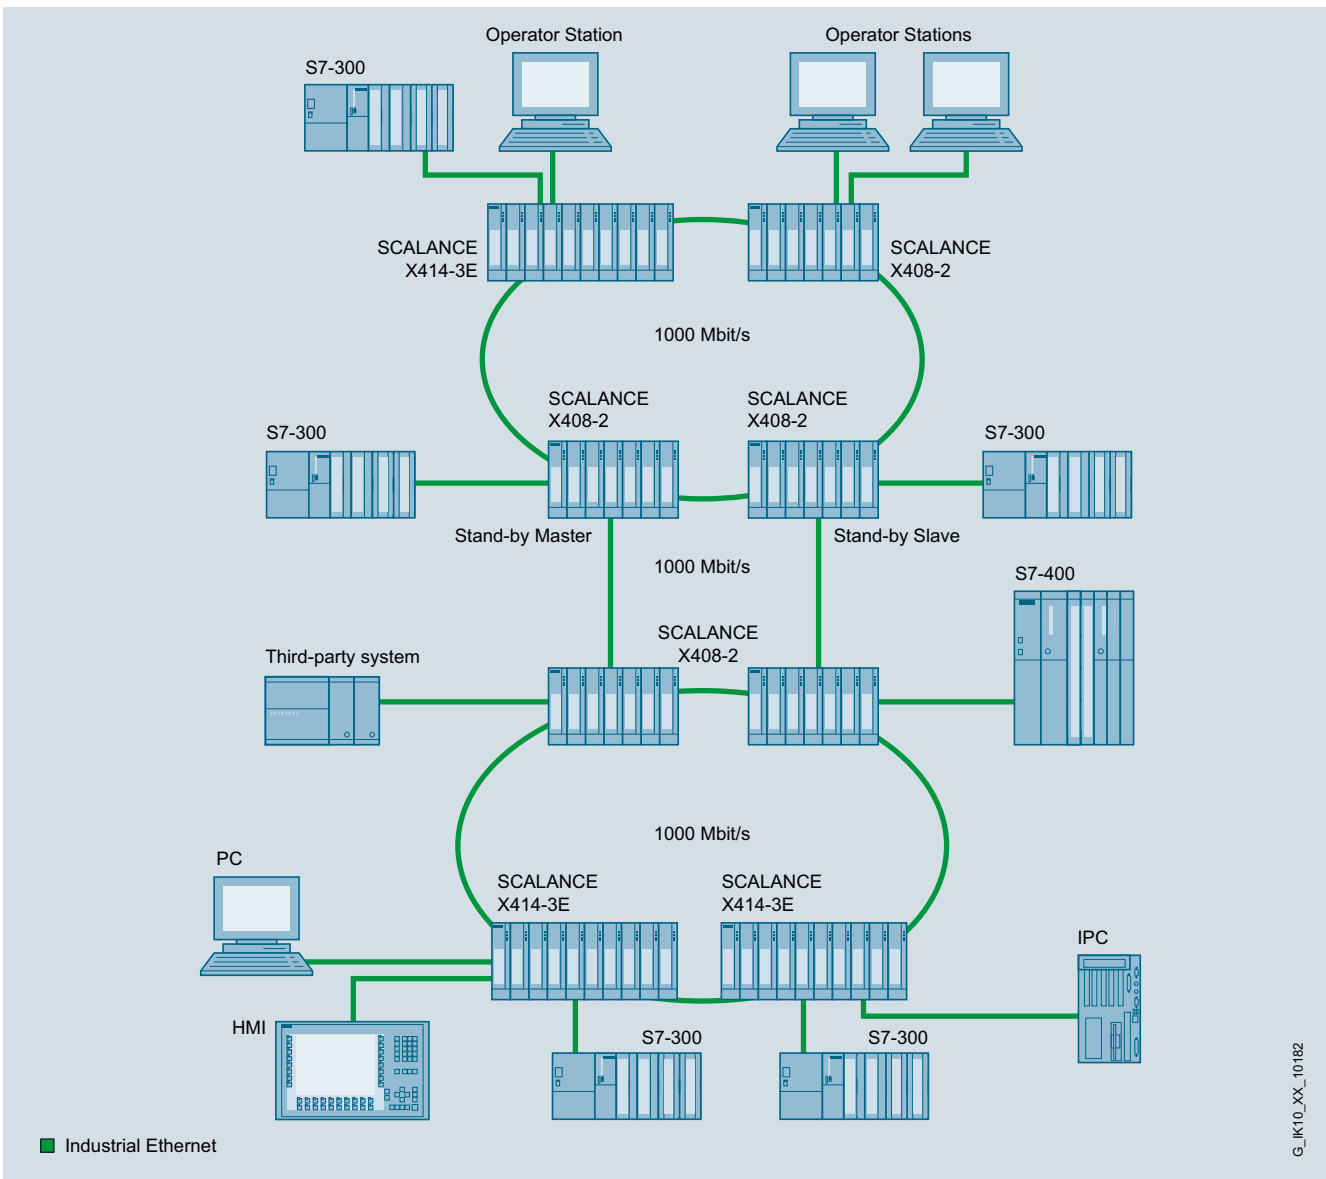 Operator Station
Operator Stations
S7-300
SCALANCE
X414-3E
SCALANCE
X408-2
1000 Mbit/s
SCALANCE
X408-2
SCALANCE
X408-2
S7-300
S7-300
Stand-by Master
Stand-by Slave
1000 Mbit/s
S7-400
SCALANCE
X408-2
Third-party system
1000 Mbit/s
PC
SCALANCE
X414-3E
SCALANCE
X414-3E
IPC
HMI
S7-300
S7-300
Industrial Ethernet
G_IK10_XX_10182